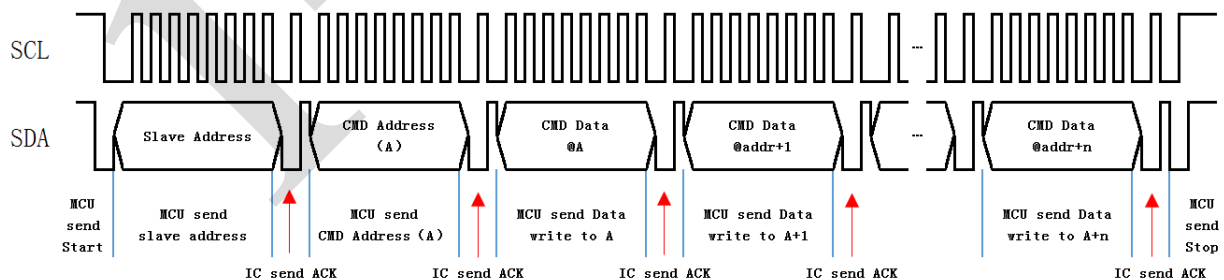 SCL
...
SDA
Slave Address
CMD Address
(A)
CMD Data
@A
CMD Data
@addr+1
...
CMD Data
@addr+n
MCU
send
Start
MCU send
slave address
MCU send
CMD Address (A)
MCU send Data
write to A
MCU send Data
write to A+1
MCU send Data
write to A+n
MCU
send
Stop
IC send ACK
IC send ACK
IC send ACK
IC send ACK
IC send ACK